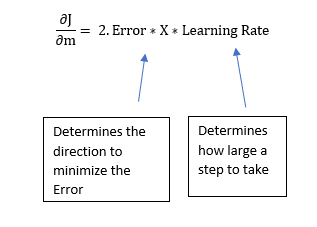 ∂J/∂m = 2. Error * X * Learning Rate
Determines the
direction to
minimize the
Error
Determines
how large a
step to take